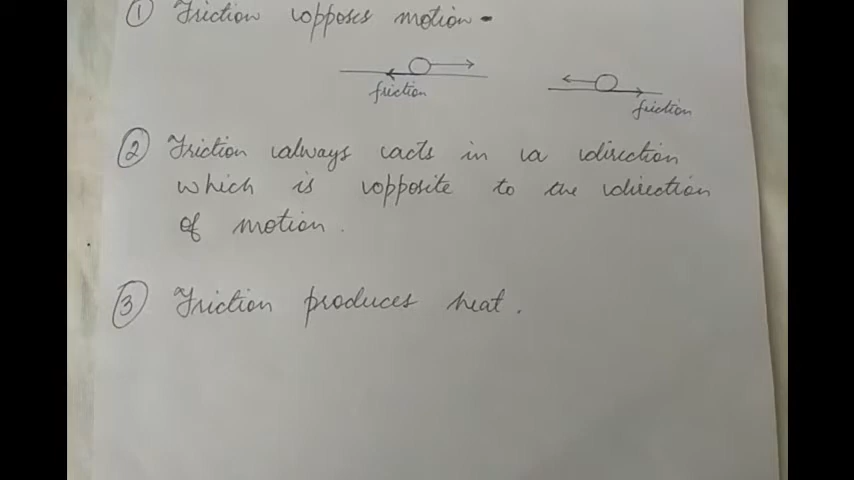 ① Friction opposes motion.
friction
friction
② Friction always acts in a direction
which is opposite to the direction
of motion.
③ Friction produces heat.